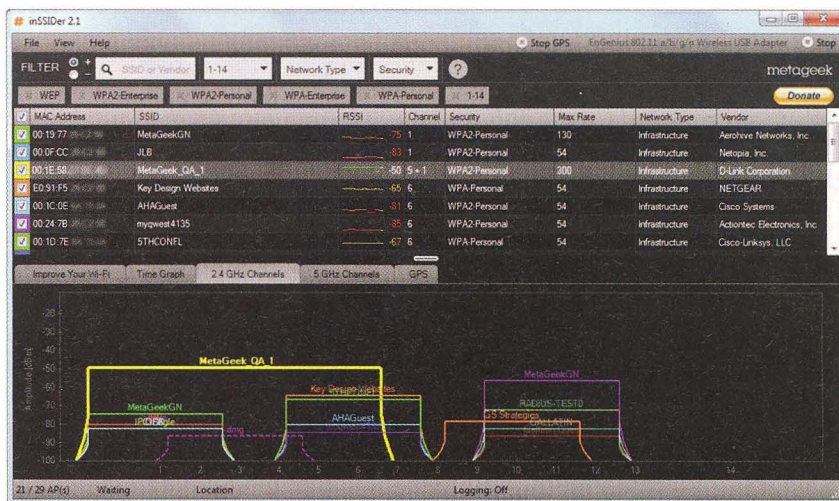 inSSIDer 2.1
File View Help Stop GPS EnGenius 802.11 a/b/g/n Wireless USB Adapter Stop
FILTER + - SSID or Vendor 1-14 Network Type Security ? metageek
WEP WPA2-Enterprise WPA2-Personal WPA-Enterprise WPA-Personal 1-14 Donate
MAC Address SSID RSSI Channel Security Max Rate Network Type Vendor
00:19:77 MetaGeekGN -75 1 WPA2-Personal 130 Infrastructure Aerohive Networks, Inc
00:0F:CC JLB -83 1 WPA2-Personal 54 Infrastructure Netopia, Inc.
00:1E:58 MetaGeek_QA_1 -50 5 + 1 WPA2-Personal 300 Infrastructure D-Link Corporation
E0:91:F5 Key Design Websites -65 6 WPA-Personal 54 Infrastructure NETGEAR
00:1C:0E AHAGuest -81 6 WPA2-Personal 54 Infrastructure Cisco Systems
00:24:7B myqwest4135 -85 6 WPA2-Personal 54 Infrastructure Actiontec Electronics, Inc
00:1D:7E 5THCONFL -67 6 WPA-Personal 54 Infrastructure Cisco-Linksys, LLC
Improve Your Wi-Fi Time Graph 2.4 GHz Channels 5 GHz Channels GPS
Amplitude [dBm]
-20
-30
-40
-50
-60
-70
-80
-90
-100
MetaGeek_QA_1
MetaGeekGN
Key Design Websites
RADIUS-TEST0
MetaGeekGN
GS Strategies
AHAGuest
GALLATIN
dmg
1 2 3 4 5 6 7 8 9 10 11 12 13 14
21 / 29 AP(s) Waiting Location Logging: Off